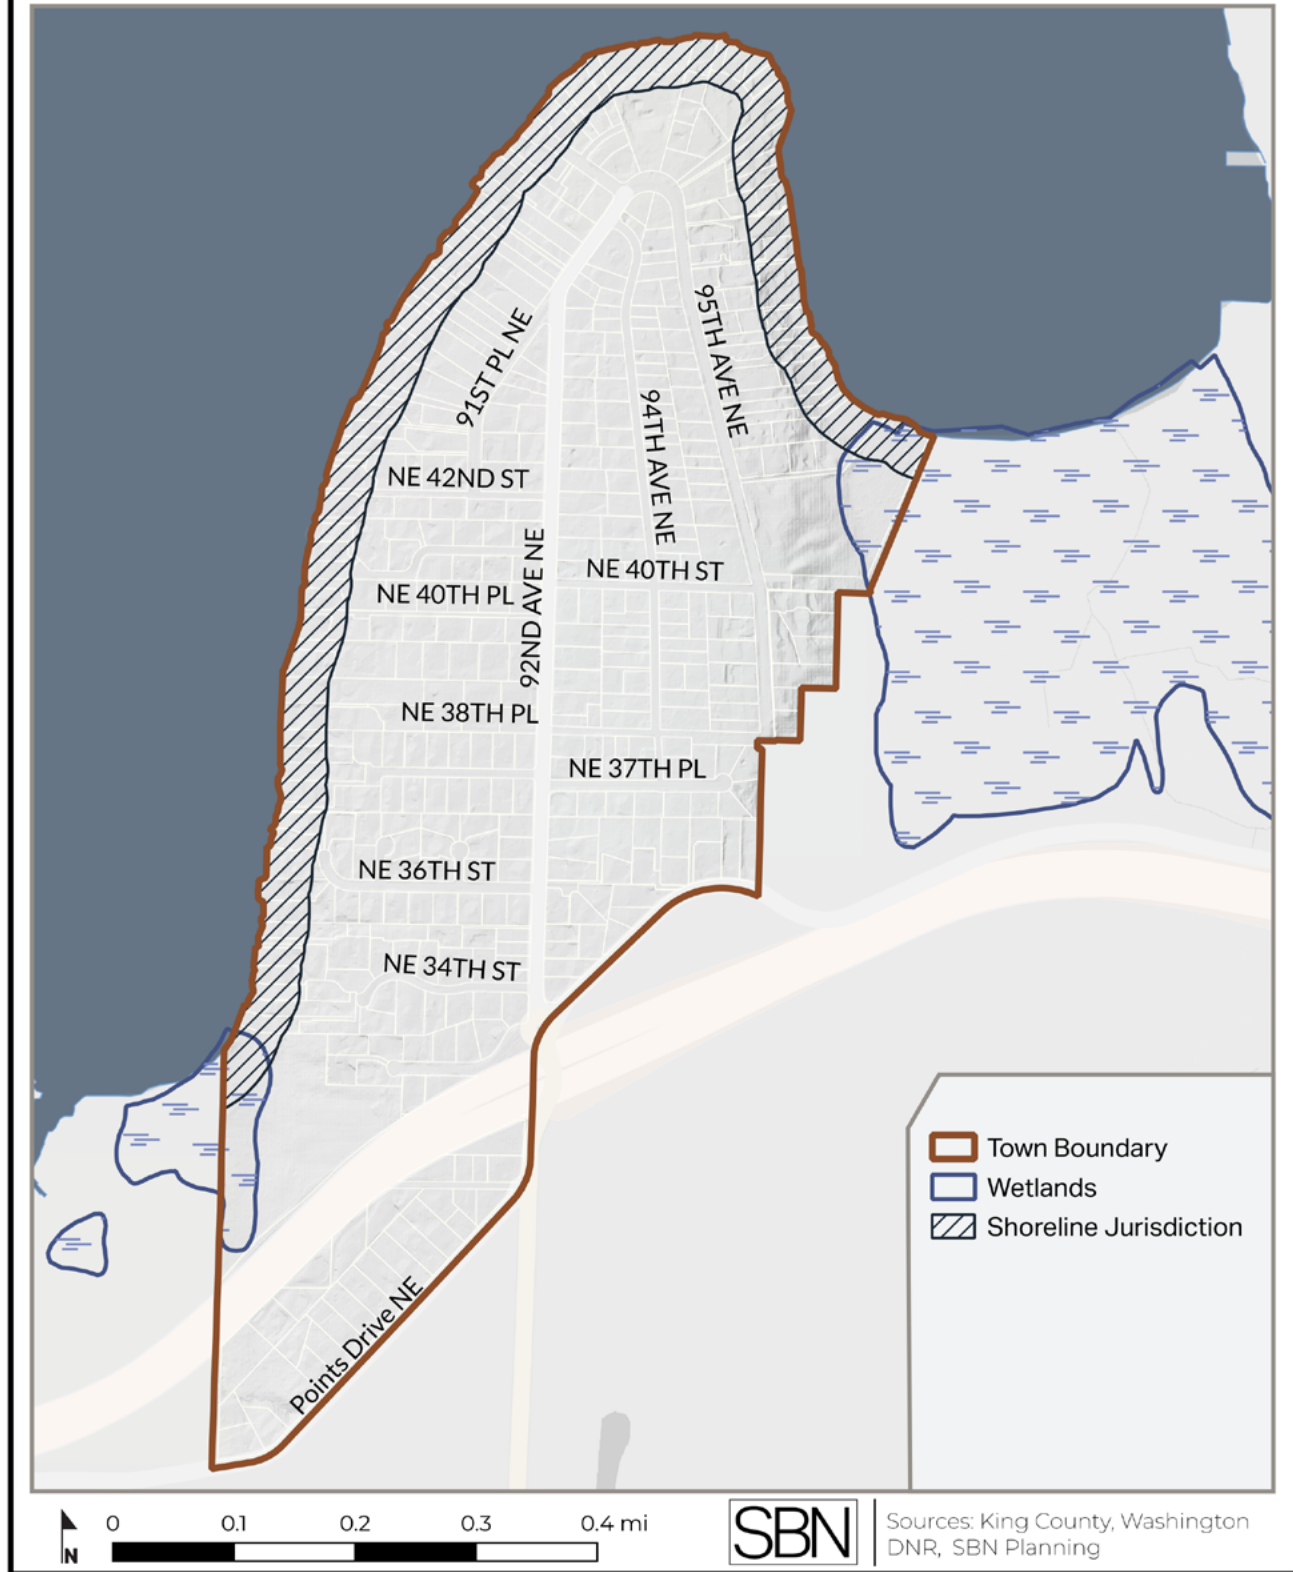 91ST PL NE
95TH AVE NE
94TH AVE NE
NE 42ND ST
92ND AVE NE
NE 40TH ST
NE 40TH PL
NE 38TH PL
NE 37TH PL
NE 36TH ST
NE 34TH ST
Points Drive NE
Town Boundary
Wetlands
Shoreline Jurisdiction
N
0 0.1 0.2 0.3 0.4 mi
SBN
Sources: King County, Washington
DNR, SBN Planning